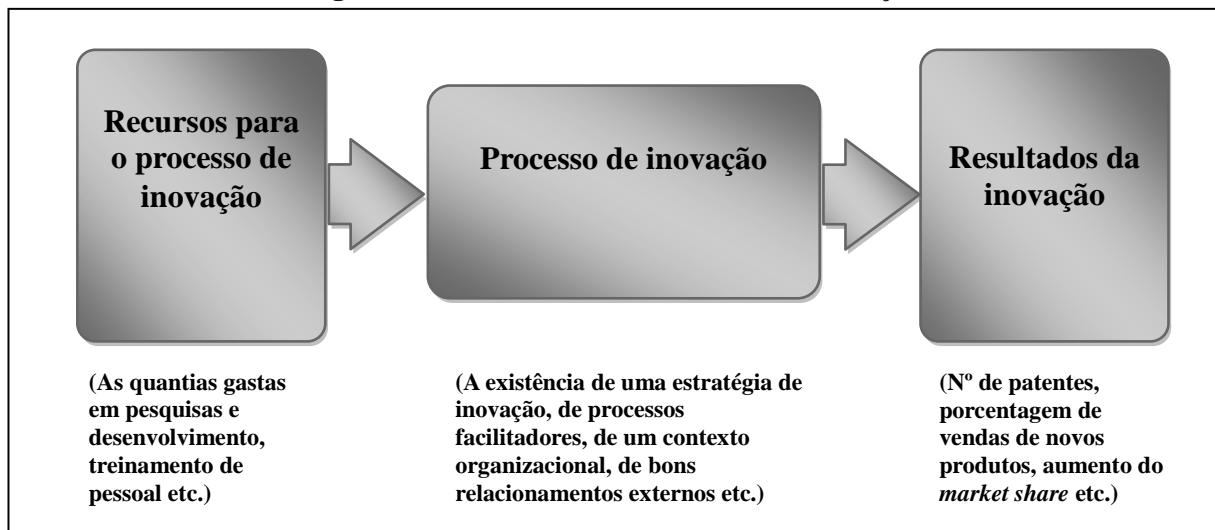 Recursos para
o processo de
inovação
Processo de inovação
Resultados da
inovação
(As quantias gastas
em pesquisas e
desenvolvimento,
treinamento de
pessoal etc.)
(A existência de uma estratégia de
inovação, de processos
facilitadores, de um contexto
organizacional, de bons
relacionamentos externos etc.)
(Nº de patentes,
porcentagem de
vendas de novos
produtos, aumento do
market share etc.)